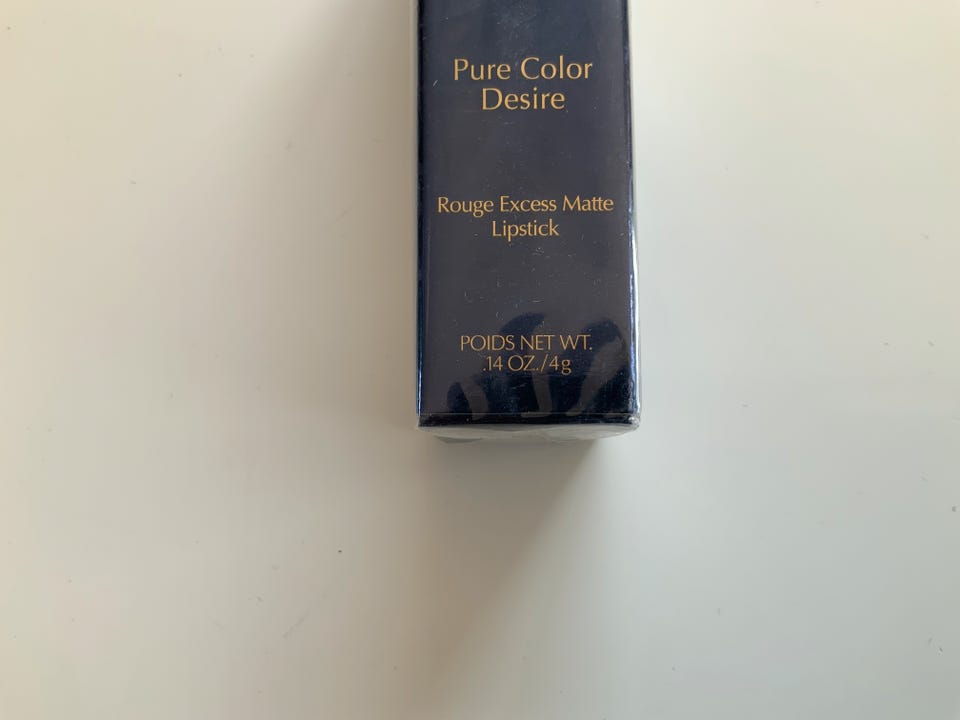 Pure Color
Desire
Rouge Excess Matte
Lipstick
POIDS NET WT.
.14 OZ./4g